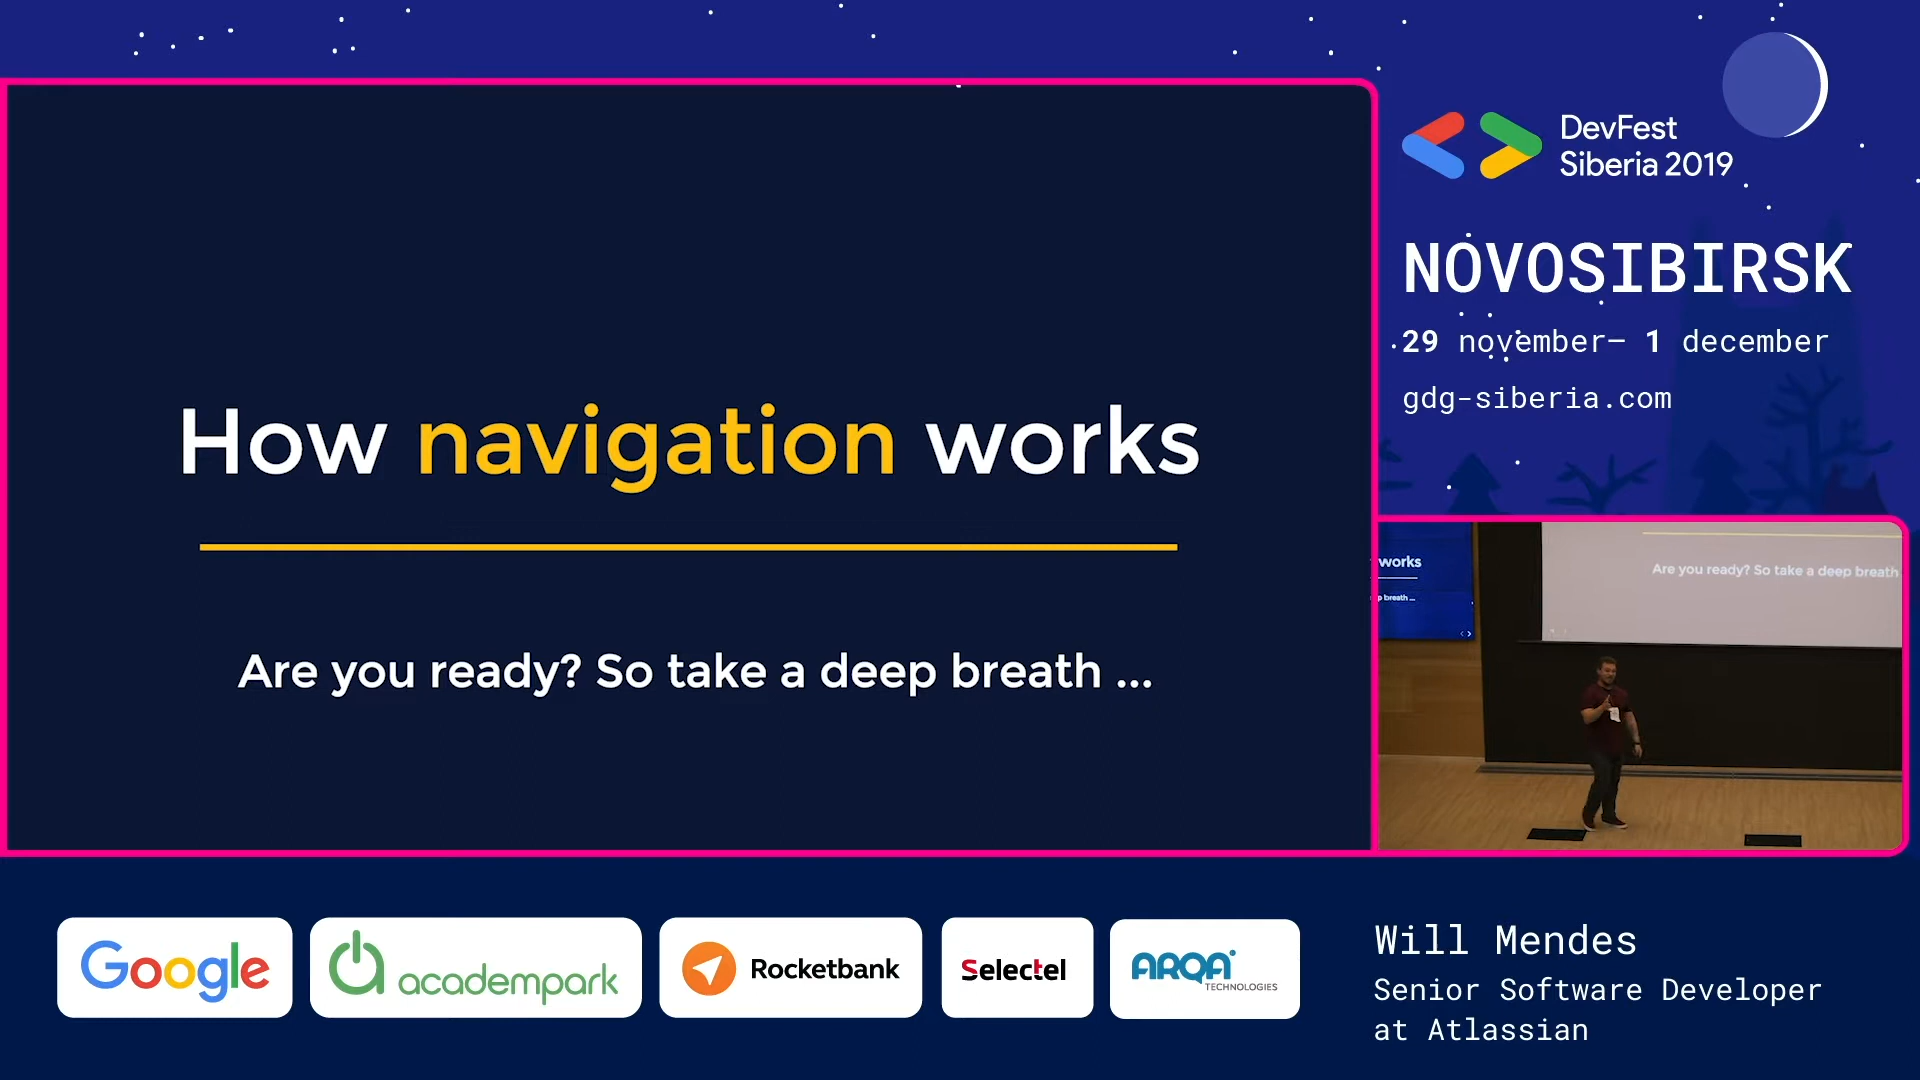 How navigation works
Are you ready? So take a deep breath ...
DevFest
Siberia 2019
NOVOSIBIRSK
29 november– 1 december
gdg-siberia.com
works
p breath ...
Are you ready? So take a deep breath
Google
academpark
Rocketbank
Selectel
ARQA
TECHNOLOGIES
Will Mendes
Senior Software Developer
at Atlassian